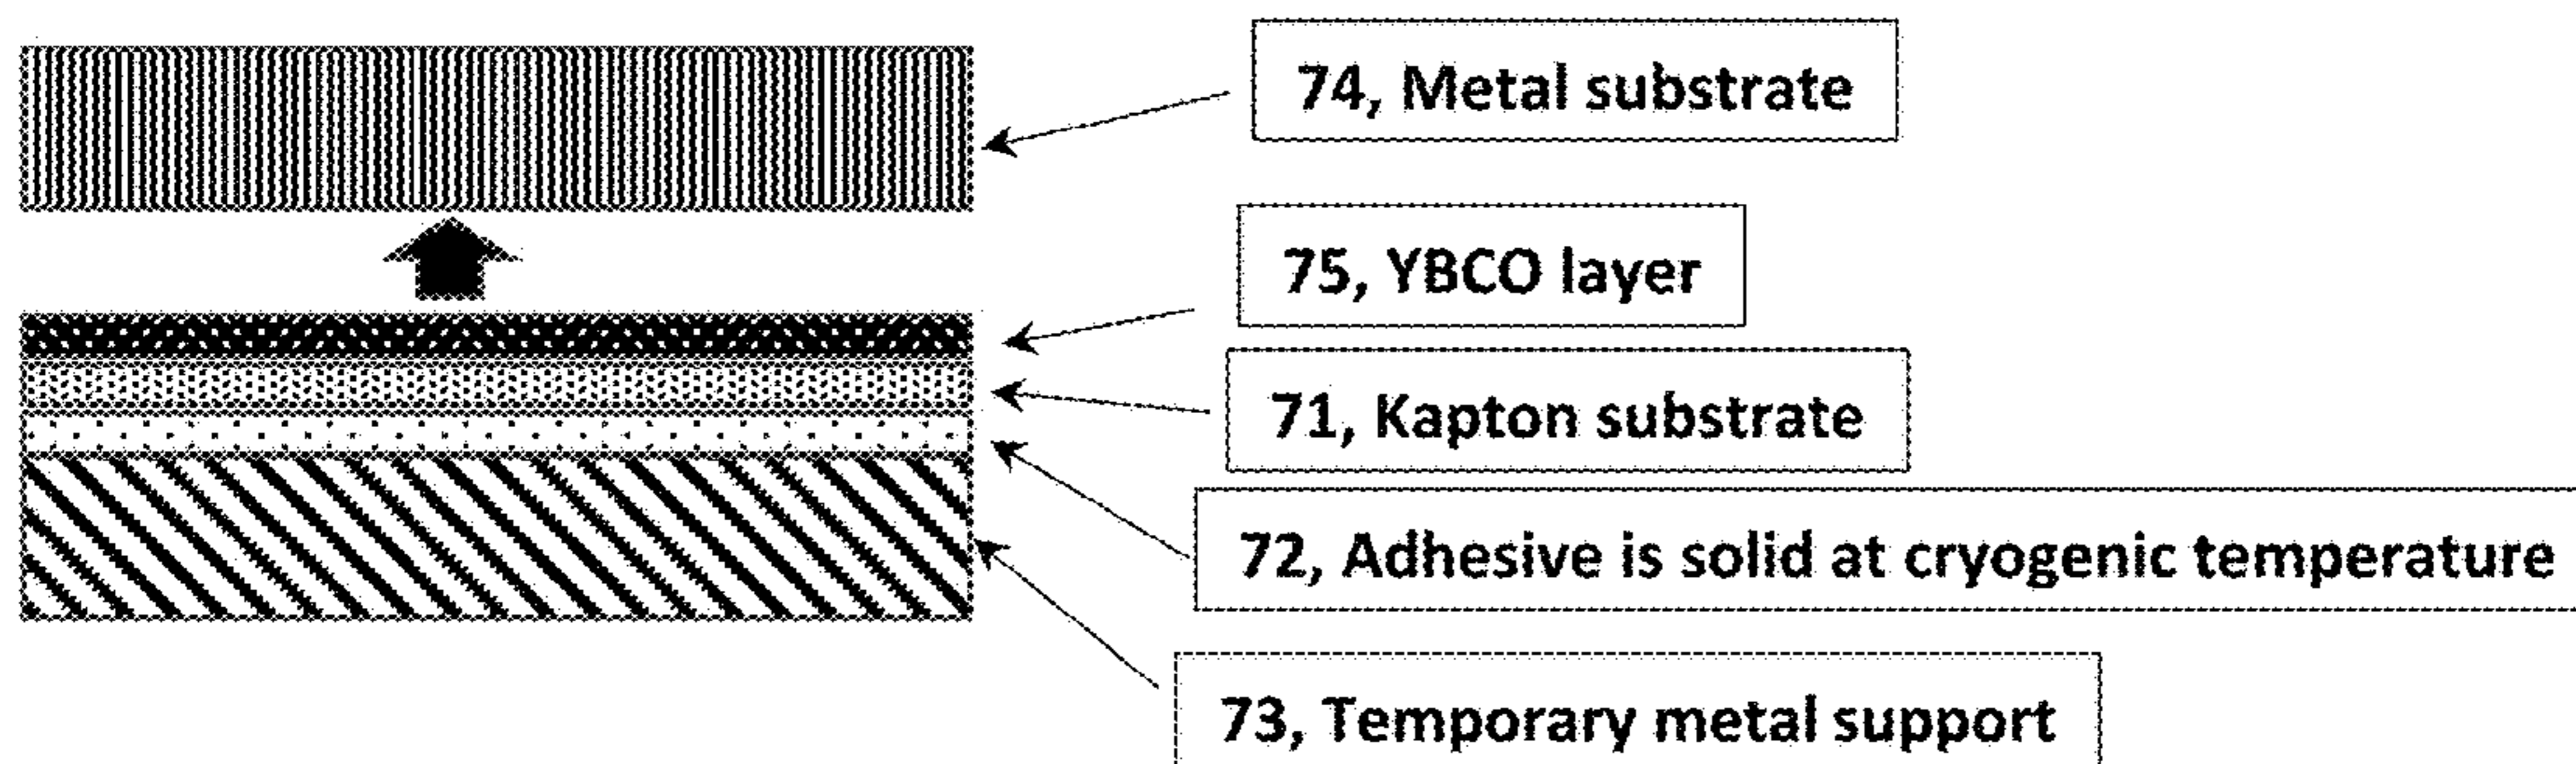 74, Metal substrate
75, YBCO layer
71, Kapton substrate
72, Adhesive is solid at cryogenic temperature
73, Temporary metal support